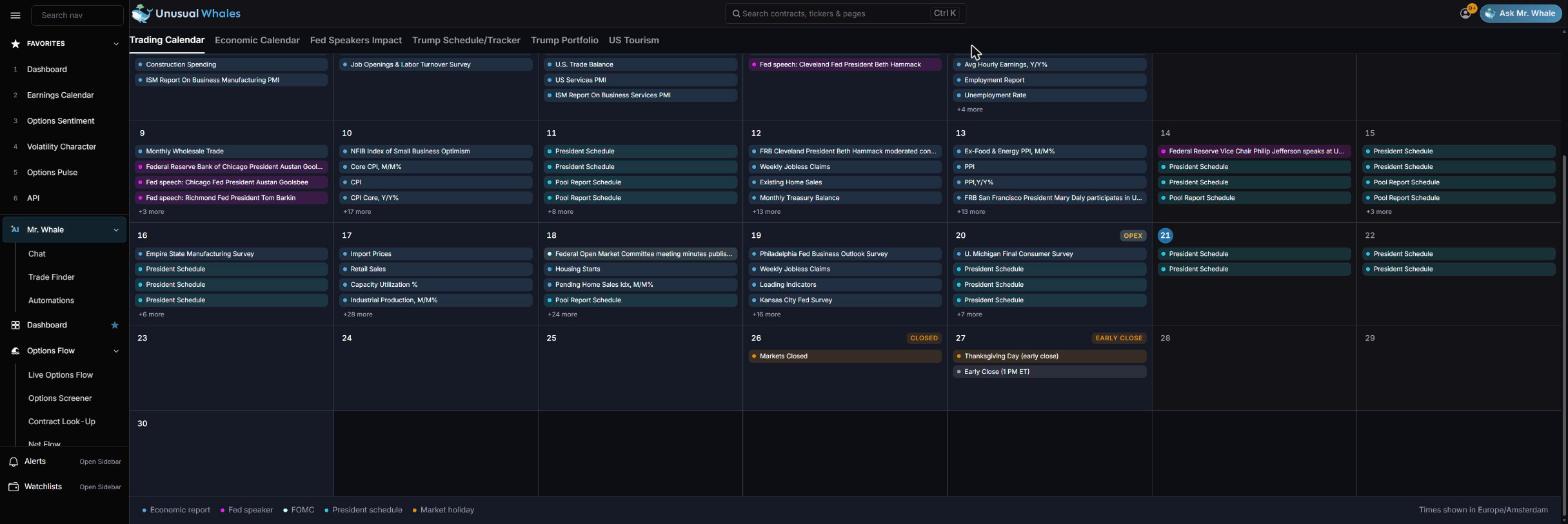 Search nav
Unusual Whales
Search contracts, tickers & pages
Ctrl K
9+
Ask Mr. Whale
FAVORITES
1 Dashboard
2 Earnings Calendar
3 Options Sentiment
4 Volatility Character
5 Options Pulse
6 API
AI Mr. Whale
Chat
Trade Finder
Automations
Dashboard
Options Flow
Live Options Flow
Options Screener
Contract Look-Up
Net Flow
Alerts Open Sidebar
Watchlists Open Sidebar
Trading Calendar Economic Calendar Fed Speakers Impact Trump Schedule/Tracker Trump Portfolio US Tourism
Construction Spending
ISM Report On Business Manufacturing PMI
Job Openings & Labor Turnover Survey
U.S. Trade Balance
US Services PMI
ISM Report On Business Services PMI
Fed speech: Cleveland Fed President Beth Hammack
Avg Hourly Earnings, Y/Y%
Employment Report
Unemployment Rate
+4 more
9
Monthly Wholesale Trade
Federal Reserve Bank of Chicago President Austan Gool...
Fed speech: Chicago Fed President Austan Goolsbee
Fed speech: Richmond Fed President Tom Barkin
+3 more
10
NFIB Index of Small Business Optimism
Core CPI, M/M%
CPI
CPI Core, Y/Y%
+17 more
11
President Schedule
President Schedule
Pool Report Schedule
Pool Report Schedule
+8 more
12
FRB Cleveland President Beth Hammack moderated con...
Weekly Jobless Claims
Existing Home Sales
Monthly Treasury Balance
+13 more
13
Ex-Food & Energy PPI, M/M%
PPI
PPI,Y/Y%
FRB San Francisco President Mary Daly participates in U...
+13 more
14
Federal Reserve Vice Chair Philip Jefferson speaks at U...
President Schedule
President Schedule
Pool Report Schedule
15
President Schedule
President Schedule
Pool Report Schedule
Pool Report Schedule
+3 more
16
Empire State Manufacturing Survey
President Schedule
President Schedule
President Schedule
+6 more
17
Import Prices
Retail Sales
Capacity Utilization %
Industrial Production, M/M%
+28 more
18
Federal Open Market Committee meeting minutes publis...
Housing Starts
Pending Home Sales Idx, M/M%
Pool Report Schedule
+24 more
19
Philadelphia Fed Business Outlook Survey
Weekly Jobless Claims
Leading Indicators
Kansas City Fed Survey
+16 more
20 OPEX
U. Michigan Final Consumer Survey
President Schedule
President Schedule
President Schedule
+7 more
21
President Schedule
President Schedule
22
President Schedule
President Schedule
23
24
25
26 CLOSED
Markets Closed
27 EARLY CLOSE
Thanksgiving Day (early close)
Early Close (1 PM ET)
28
29
30
Economic report Fed speaker FOMC President schedule Market holiday
Times shown in Europe/Amsterdam